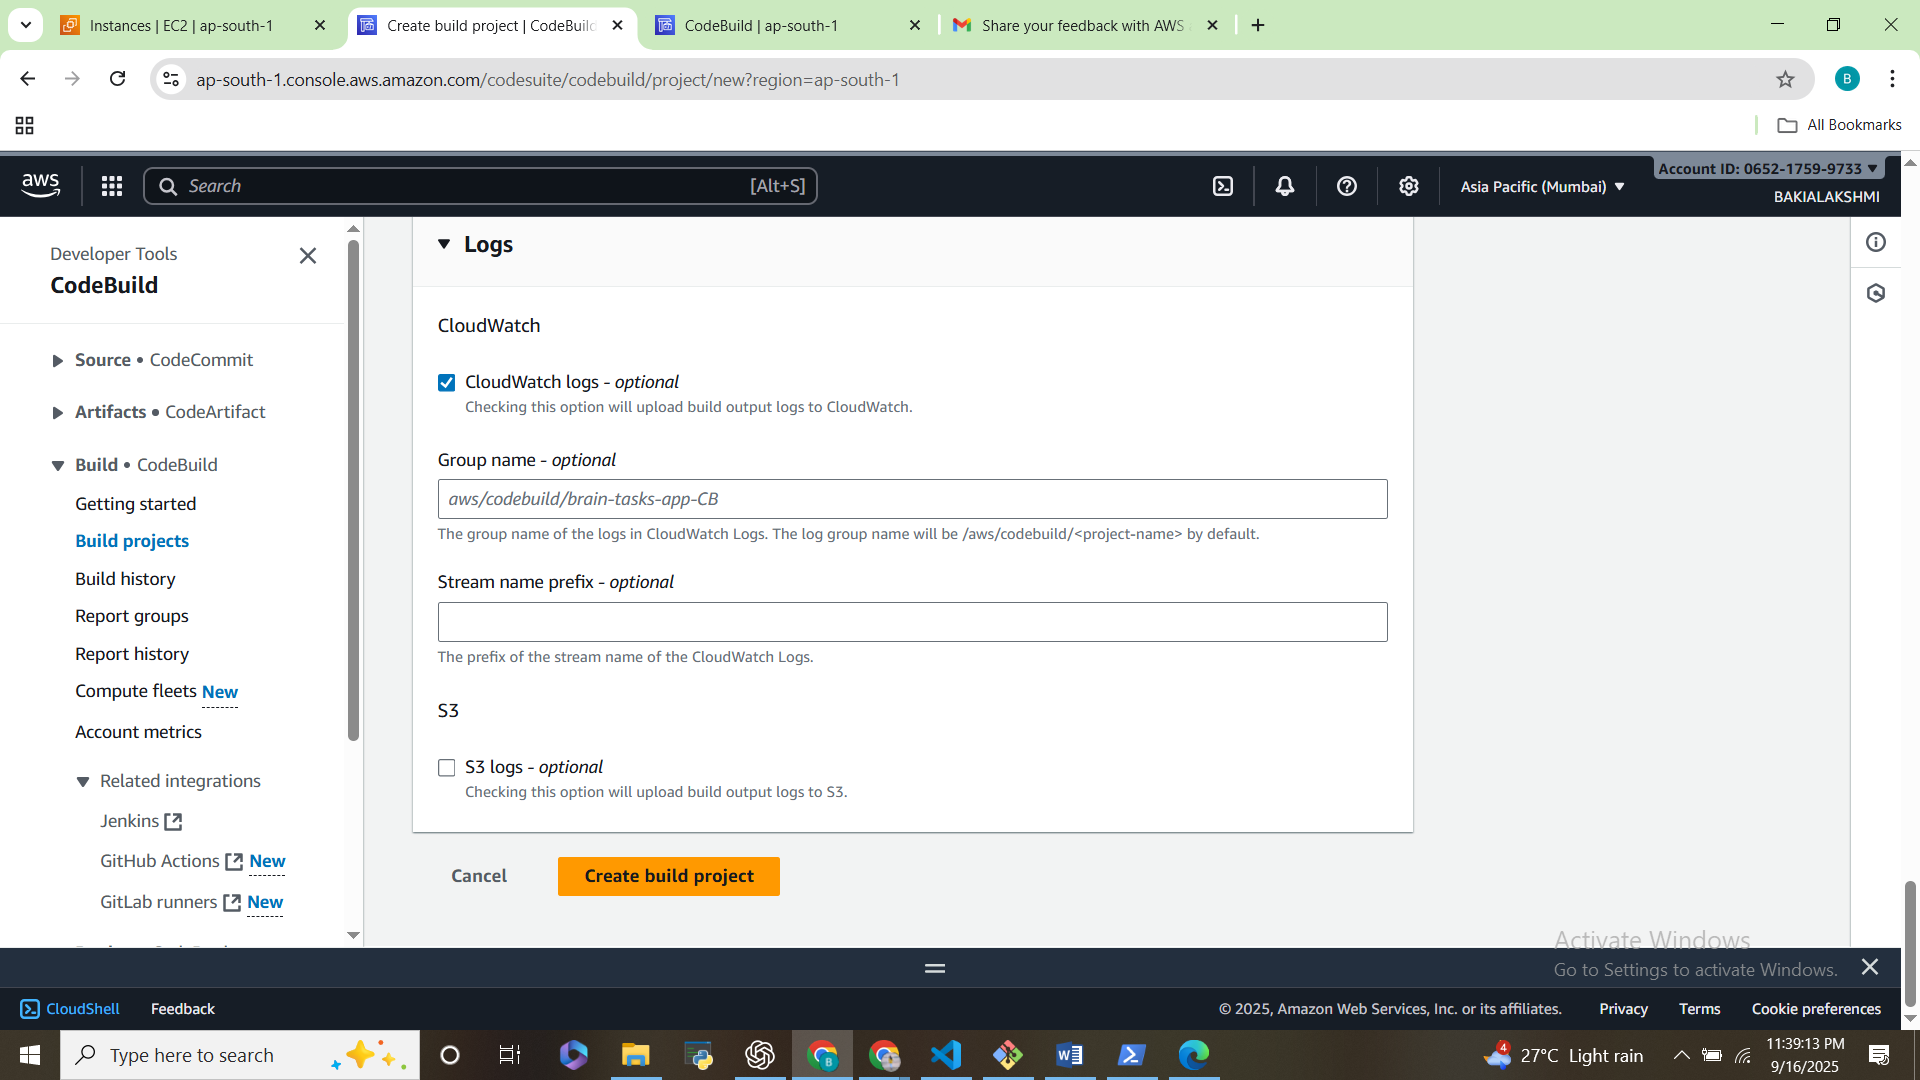 Instances | EC2 | ap-south-1
Create build project | CodeBuild
CodeBuild | ap-south-1
Share your feedback with AWS
ap-south-1.console.aws.amazon.com/codesuite/codebuild/project/new?region=ap-south-1
B
All Bookmarks
aws
Search
[Alt+S]
Asia Pacific (Mumbai)
Account ID: 0652-1759-9733
BAKIALAKSHMI
Developer Tools
CodeBuild
Source • CodeCommit
Artifacts • CodeArtifact
Build • CodeBuild
Getting started
Build projects
Build history
Report groups
Report history
Compute fleets New
Account metrics
Related integrations
Jenkins
GitHub Actions New
GitLab runners New
Logs
CloudWatch
CloudWatch logs - optional
Checking this option will upload build output logs to CloudWatch.
Group name - optional
aws/codebuild/brain-tasks-app-CB
The group name of the logs in CloudWatch Logs. The log group name will be /aws/codebuild/<project-name> by default.
Stream name prefix - optional
The prefix of the stream name of the CloudWatch Logs.
S3
S3 logs - optional
Checking this option will upload build output logs to S3.
Cancel
Create build project
Activate Windows
Go to Settings to activate Windows.
CloudShell
Feedback
© 2025, Amazon Web Services, Inc. or its affiliates.
Privacy
Terms
Cookie preferences
Type here to search
B
4
27°C Light rain
11:39:13 PM
9/16/2025